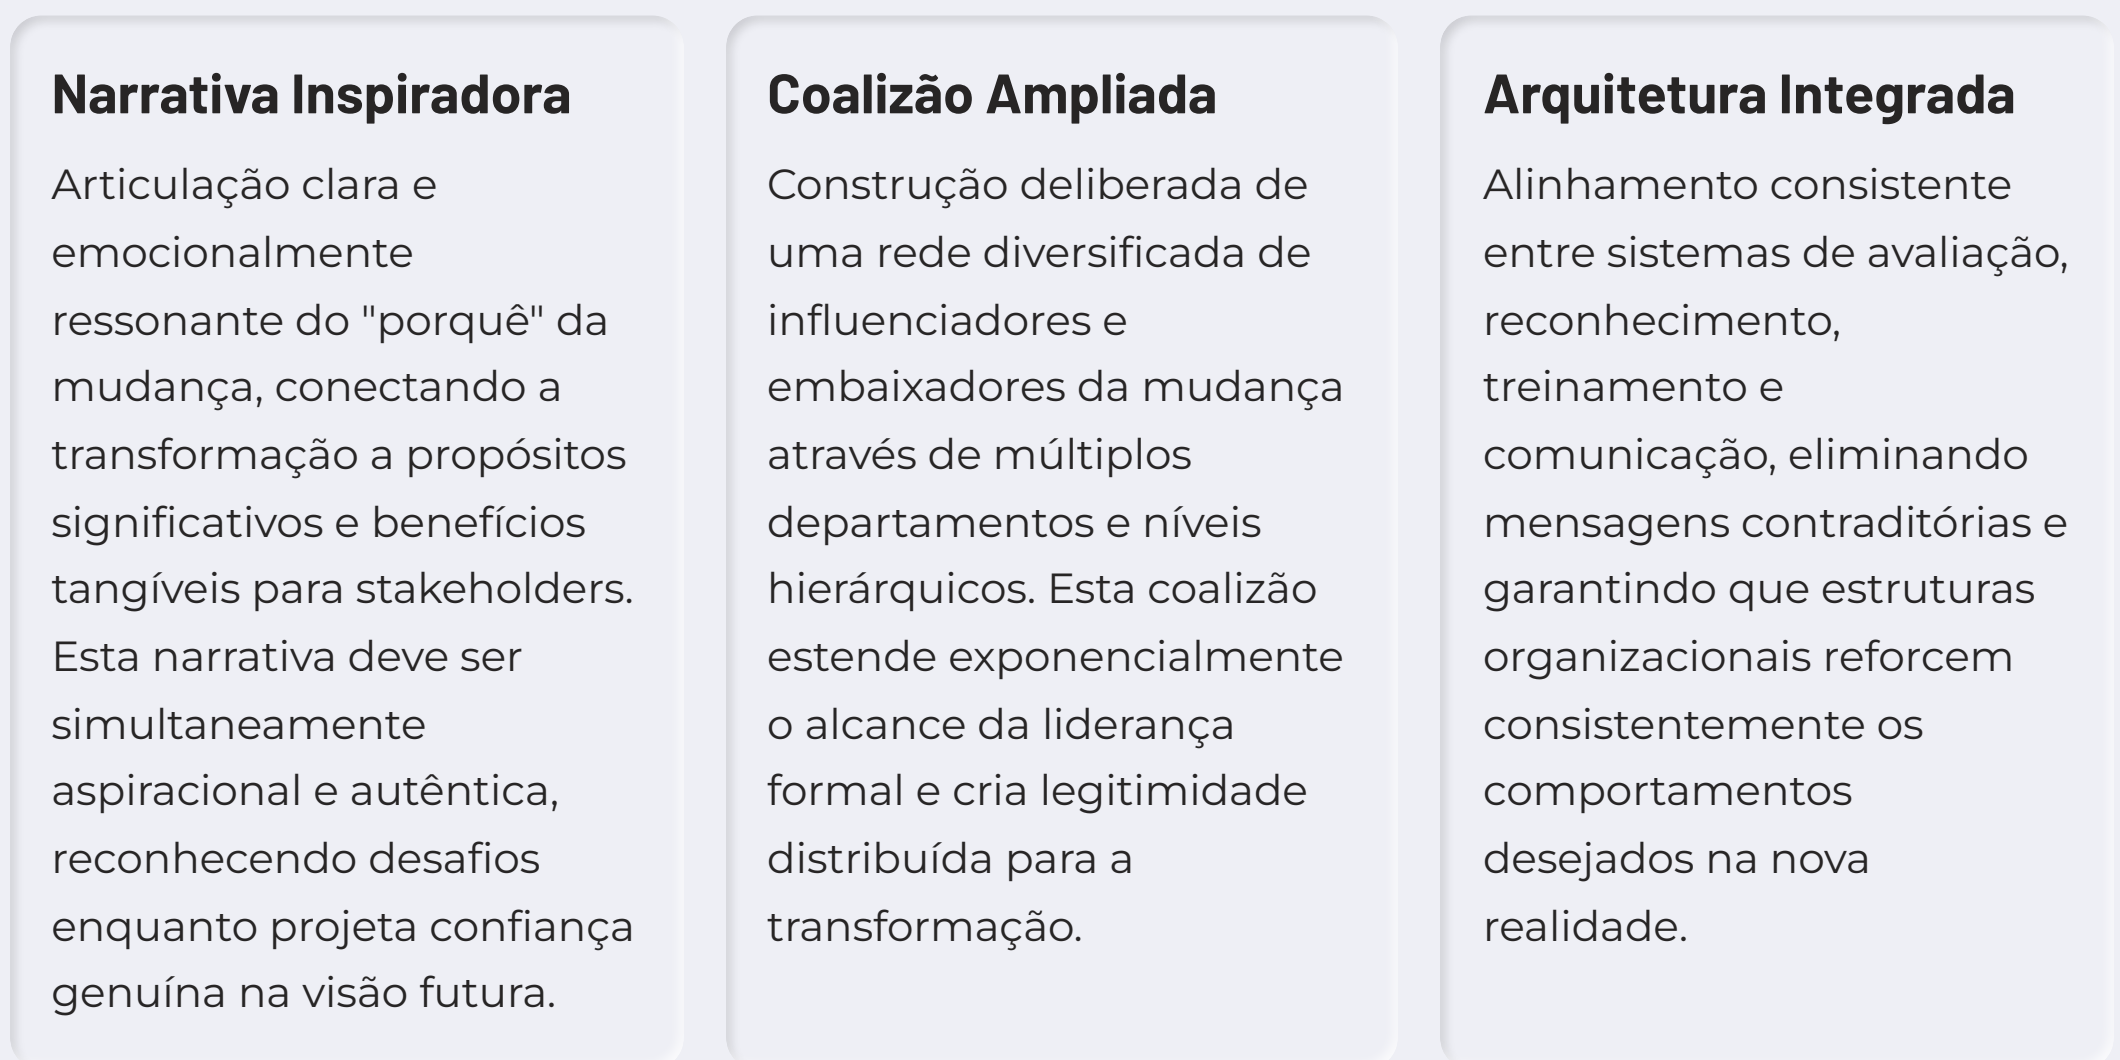 Narrativa Inspiradora
Articulação clara e
emocionalmente
ressonante do "porquê" da
mudança, conectando a
transformação a propósitos
significativos e benefícios
tangíveis para stakeholders.
Esta narrativa deve ser
simultaneamente
aspiracional e autêntica,
reconhecendo desafios
enquanto projeta confiança
genuína na visão futura.
Coalizão Ampliada
Construção deliberada de
uma rede diversificada de
influenciadores e
embaixadores da mudança
através de múltiplos
departamentos e níveis
hierárquicos. Esta coalizão
estende exponencialmente
o alcance da liderança
formal e cria legitimidade
distribuída para a
transformação.
Arquitetura Integrada
Alinhamento consistente
entre sistemas de avaliação,
reconhecimento,
treinamento e
comunicação, eliminando
mensagens contraditórias e
garantindo que estruturas
organizacionais reforcem
consistentemente os
comportamentos
desejados na nova
realidade.